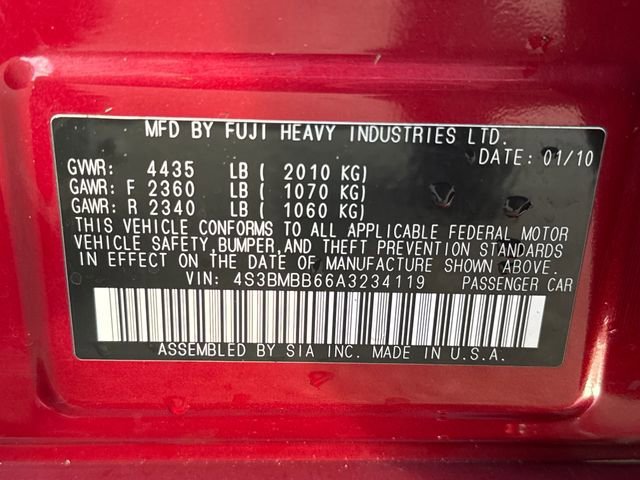 MFD BY FUJI HEAVY INDUSTRIES LTD.
DATE: 01/10
GVWR: 4435 LB ( 2010 KG)
GAWR: F 2360 LB ( 1070 KG)
GAWR: R 2340 LB ( 1060 KG)
THIS VEHICLE CONFORMS TO ALL APPLICABLE FEDERAL MOTOR
VEHICLE SAFETY, BUMPER, AND THEFT PREVENTION STANDARDS
IN EFFECT ON THE DATE OF MANUFACTURE SHOWN ABOVE.
VIN: 4S3BMBB66A3234119 PASSENGER CAR
ASSEMBLED BY SIA INC. MADE IN U.S.A.